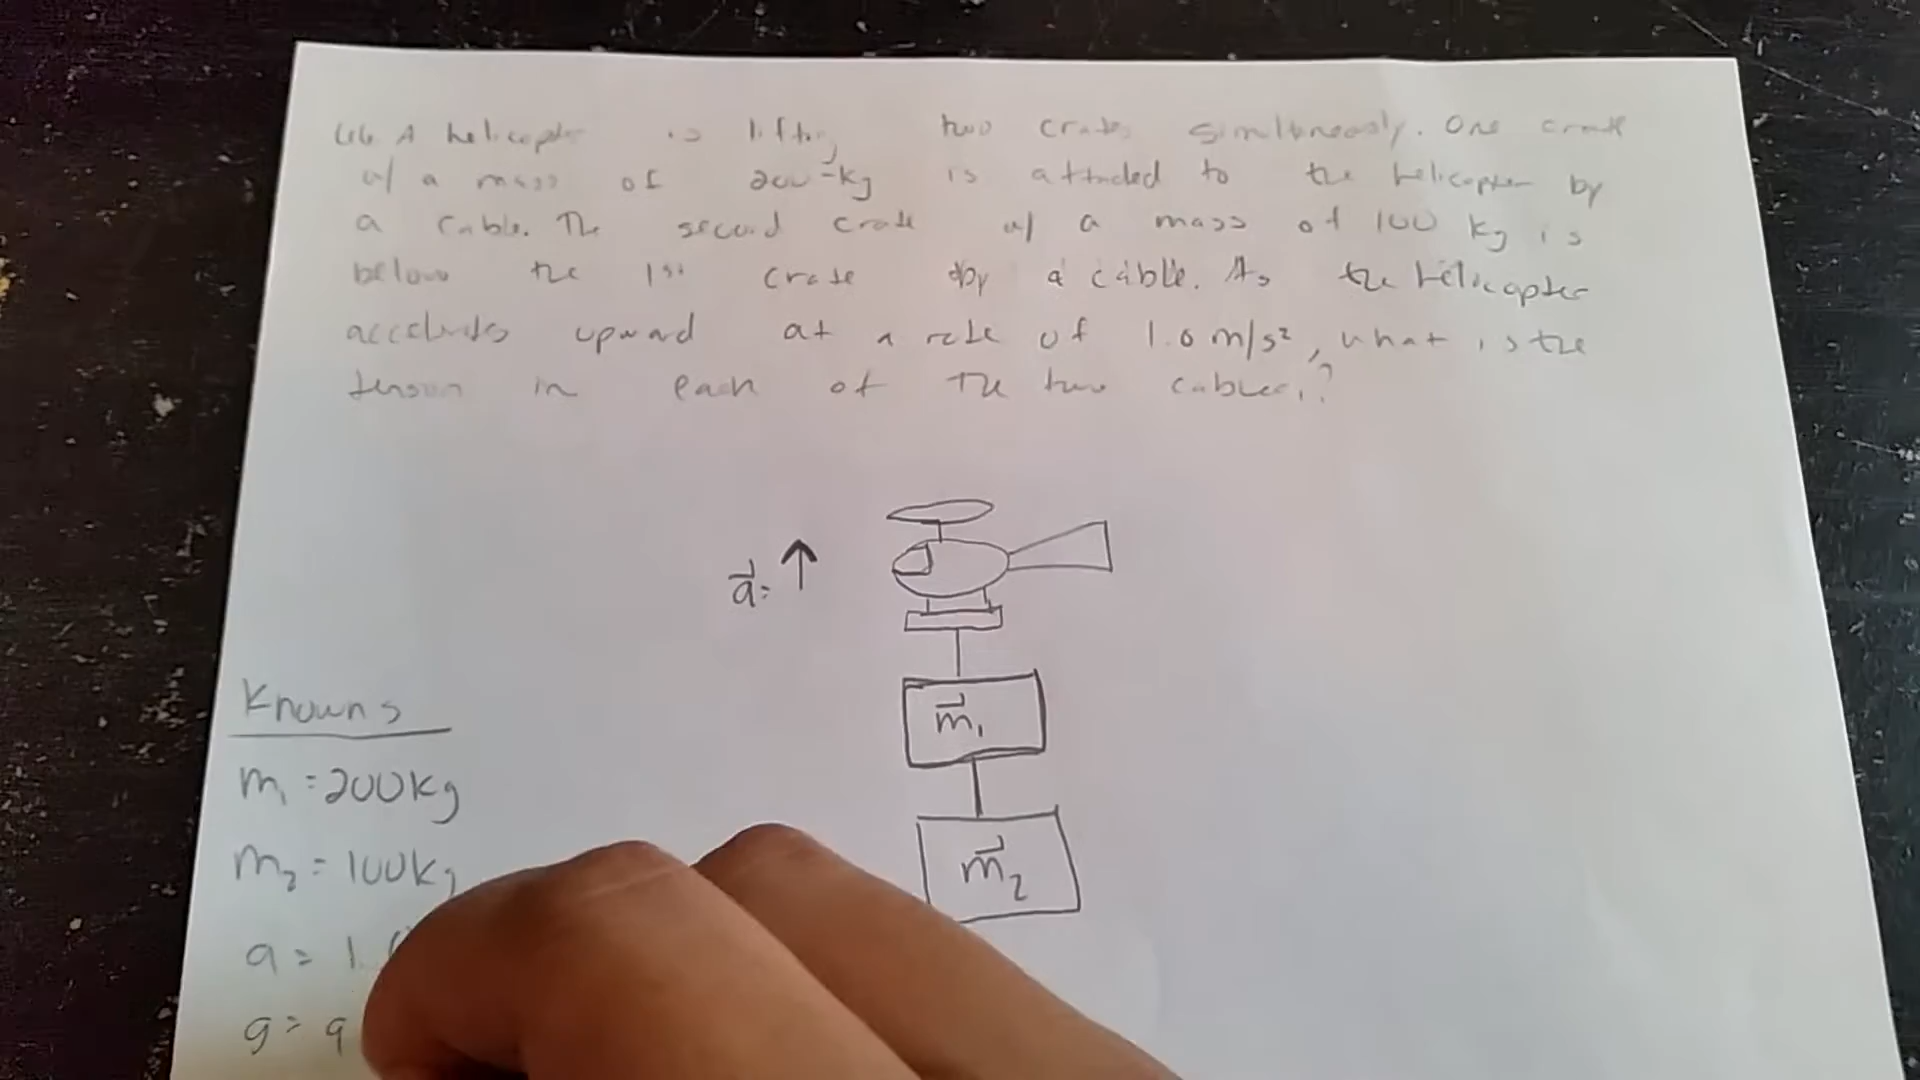 66. A helicopter is lifting two crates simultaneously. One crate
w/ a mass of 200-kg is attached to the helicopter by
a cable. The second crate w/ a mass of 100 kg is
below the 1st crate by a cable. As the helicopter
accelerates upward at a rate of 1.0 m/s², what is the
tension in each of the two cables?
a⃗: ↑
m⃗₁
m⃗₂
Knowns
m₁ = 200kg
m₂ = 100kg
a = 1.
g = 9